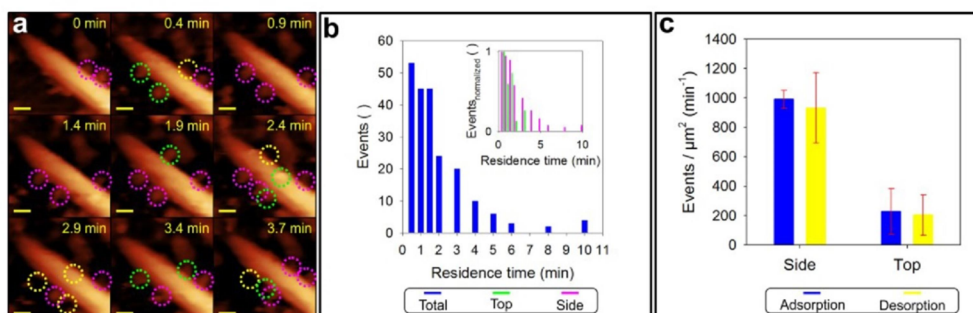 a
0 min
0.4 min
0.9 min
1.4 min
1.9 min
2.4 min
2.9 min
3.4 min
3.7 min
b
Events ( )
60
50
40
30
20
10
0
0 1 2 3 4 5 6 7 8 9 10 11
Residence time (min)
Events normalized ( )
1
0
0 5 10
Residence time (min)
Total Top Side
c
Events / μm² (min⁻¹)
1400
1200
1000
800
600
400
200
0
Side Top
Adsorption Desorption